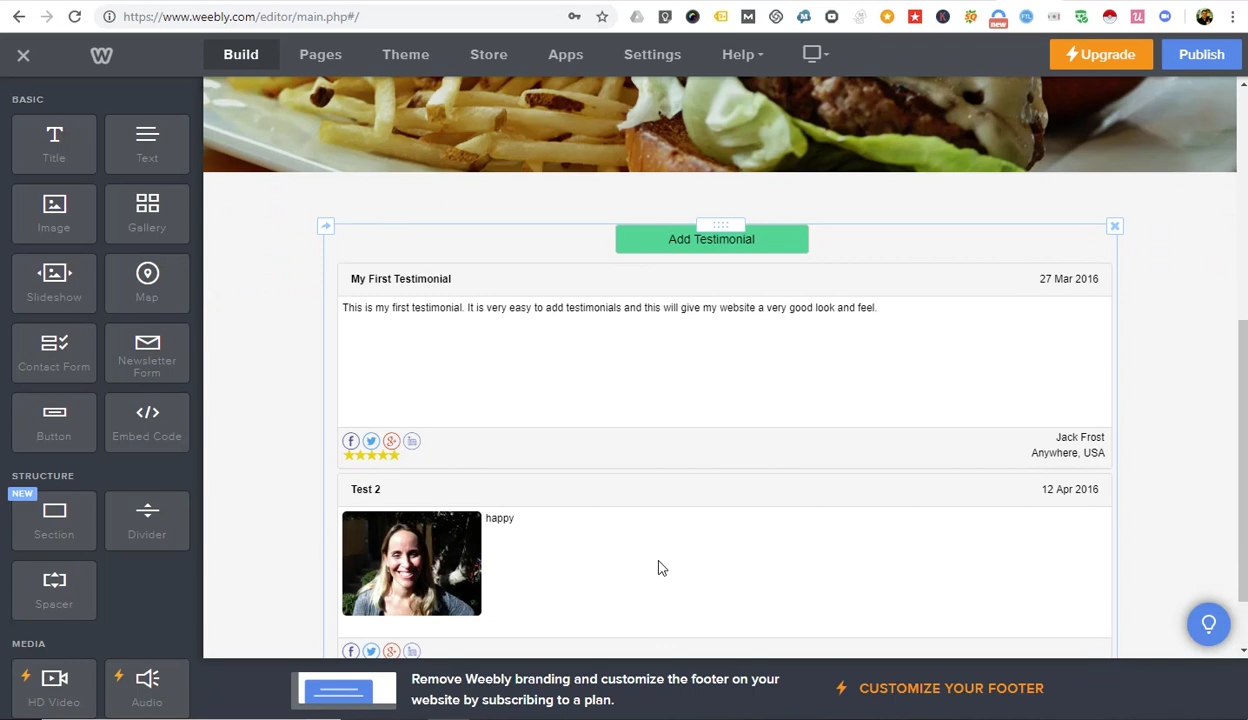 https://www.weebly.com/editor/main.php#/
new
FTL
Build
Pages
Theme
Store
Apps
Settings
Help
Upgrade
Publish
BASIC
Title
Text
Image
Gallery
Slideshow
Map
Contact Form
Newsletter
Form
Button
Embed Code
STRUCTURE
NEW
Section
Divider
Spacer
MEDIA
HD Video
Audio
Add Testimonial
My First Testimonial
27 Mar 2016
This is my first testimonial. It is very easy to add testimonials and this will give my website a very good look and feel.
Jack Frost
Anywhere, USA
Test 2
12 Apr 2016
happy
Remove Weebly branding and customize the footer on your
website by subscribing to a plan.
CUSTOMIZE YOUR FOOTER